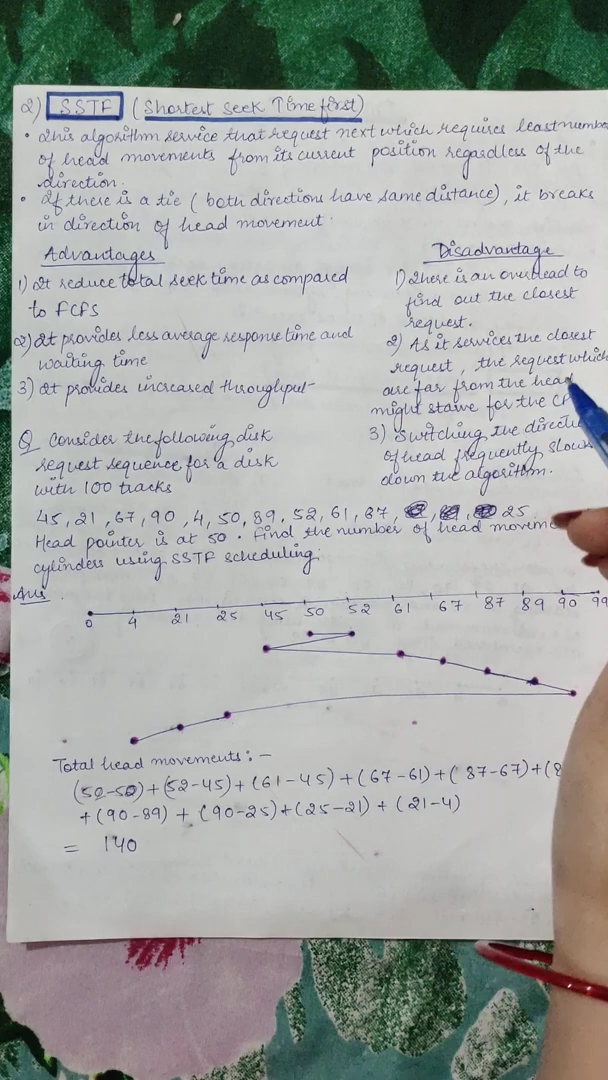 2) SSTF (Shortest Seek Time first)
• This algorithm service that request next which requires least number
of head movements from its current position regardless of the
direction.
• If there is a tie (both direction have same distance), it breaks
in direction of head movement.
Advantages
1) It reduce total seek time as compared
to FCFS
2) It provides less average response time and
waiting time
3) It provides increased throughput
Disadvantage
1) There is an overhead to
find out the closest
request.
2) As it services the closest
request, the request which
are far from the head
might starve for the
3) Switching the
of head frequently
down the algorithm.
Q Consider the following disk
request sequence for a disk
with 100 tracks
45, 21, 67, 90, 4, 50, 89, 52, 61, 87, 25.
Head pointer is at 50. Find the number of head
cylinders using SSTF scheduling.
Ans
0 4 21 25 45 50 52 61 67 87 89 90 99
Total head movements :-
(52-50)+(52-45)+(61-45)+(67-61)+(87-67)+(8
+(90-89)+(90-25)+(25-21)+(21-4)
= 140